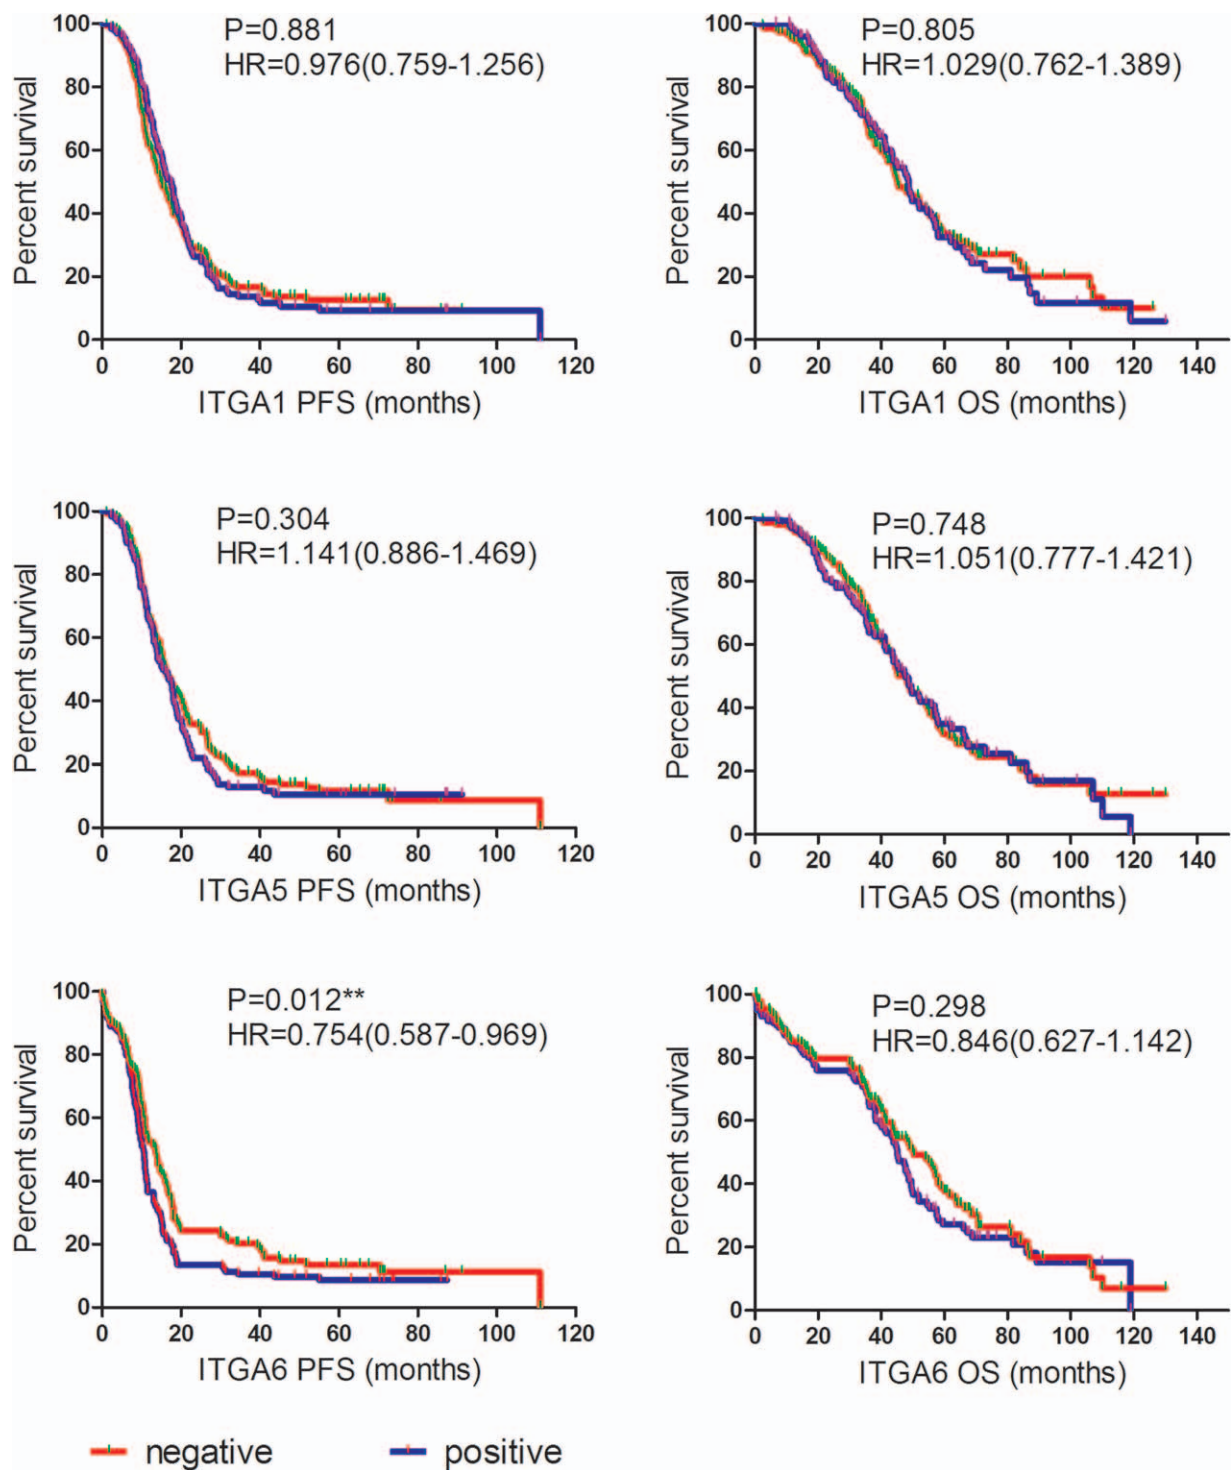 P=0.881
HR=0.976(0.759-1.256)
Percent survival
100
80
60
40
20
0
0 20 40 60 80 100 120
ITGA1 PFS (months)
P=0.805
HR=1.029(0.762-1.389)
Percent survival
100
80
60
40
20
0
0 20 40 60 80 100 120 140
ITGA1 OS (months)
P=0.304
HR=1.141(0.886-1.469)
Percent survival
100
80
60
40
20
0
0 20 40 60 80 100 120
ITGA5 PFS (months)
P=0.748
HR=1.051(0.777-1.421)
Percent survival
100
80
60
40
20
0
0 20 40 60 80 100 120 140
ITGA5 OS (months)
P=0.012**
HR=0.754(0.587-0.969)
Percent survival
100
80
60
40
20
0
0 20 40 60 80 100 120
ITGA6 PFS (months)
P=0.298
HR=0.846(0.627-1.142)
Percent survival
100
80
60
40
20
0
0 20 40 60 80 100 120 140
ITGA6 OS (months)
negative positive